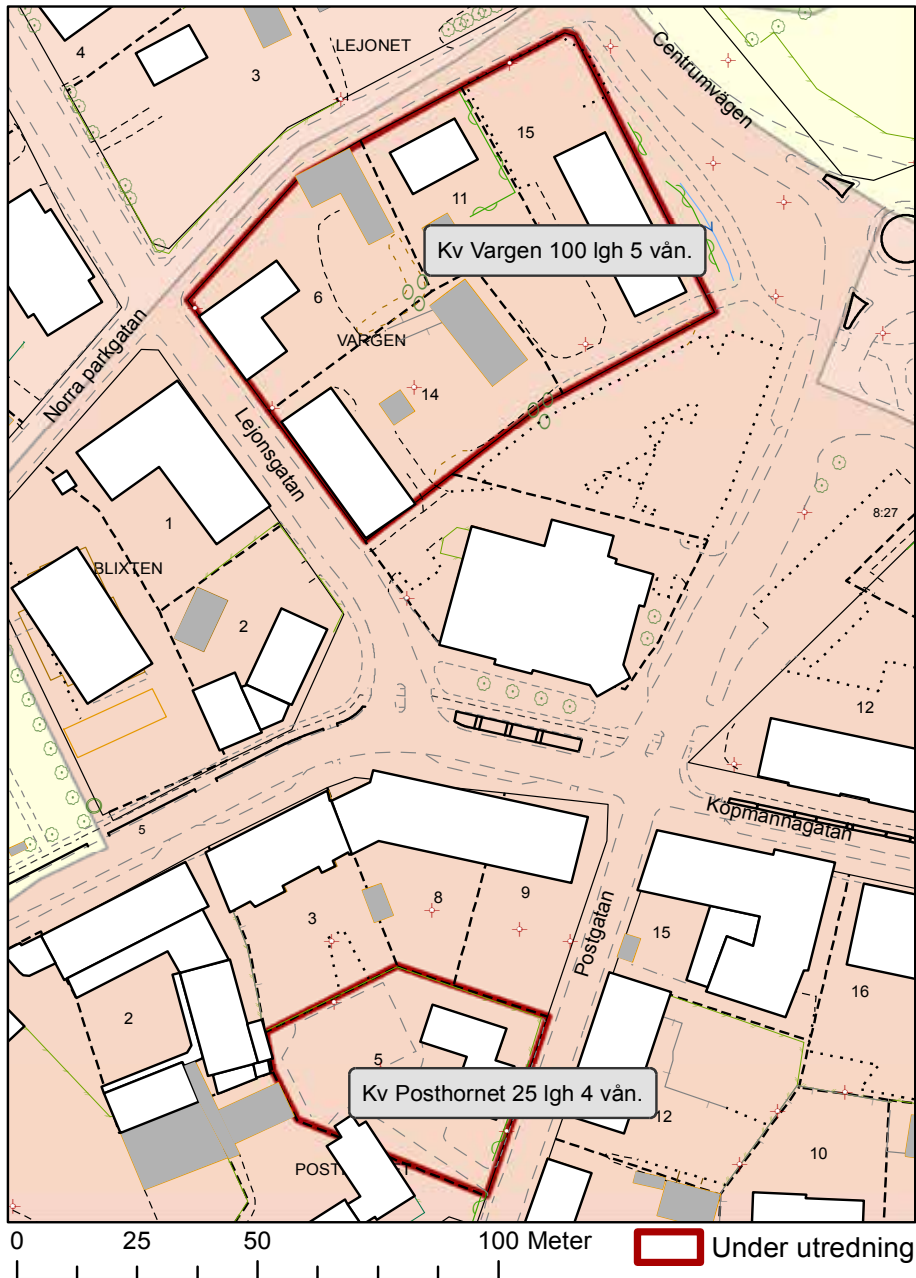 4
3
LEJONET
Centrumvägen
15
11
Kv Vargen 100 lgh 5 vån.
6
VARGEN
14
Norra parkgatan
Lejonsgatan
1
BLIXTEN
2
8:27
12
5
Köpmannagatan
3
8
9
Postgatan
15
16
2
5
Kv Posthornet 25 lgh 4 vån.
12
10
0 25 50 100 Meter
Under utredning